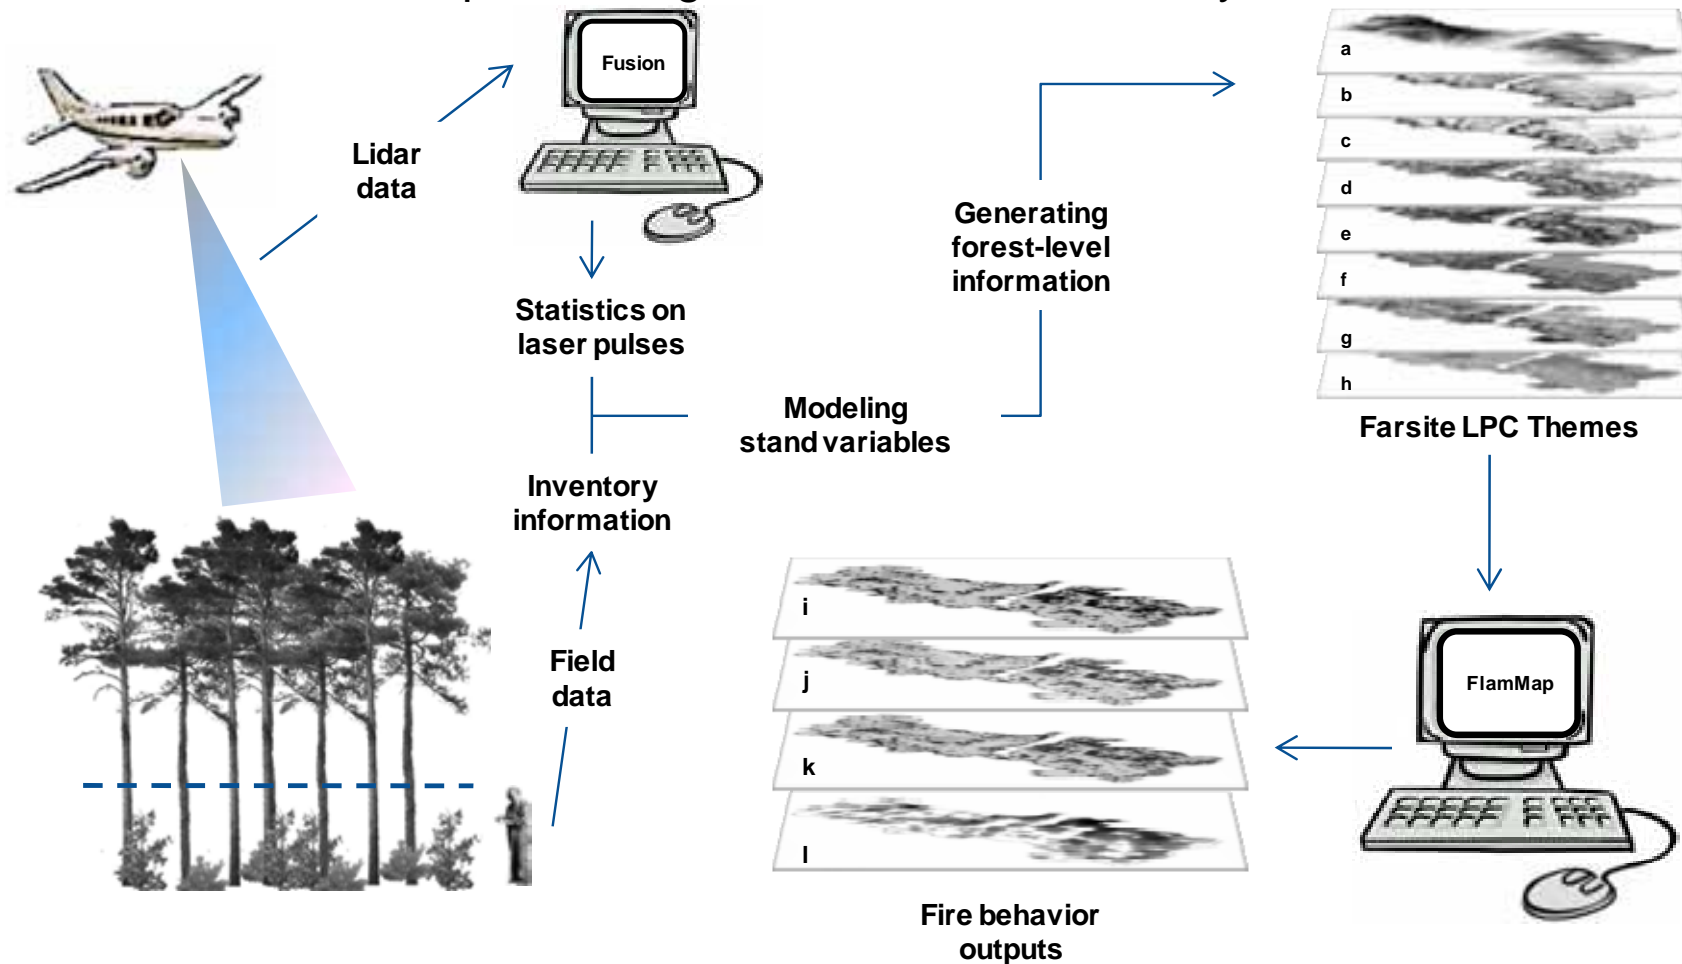 Fusion
Lidar
data
Statistics on
laser pulses
Generating
forest-level
information
Modeling
stand variables
Inventory
information
Field
data
a
b
c
d
e
f
g
h
Farsite LPC Themes
FlamMap
i
j
k
l
Fire behavior
outputs